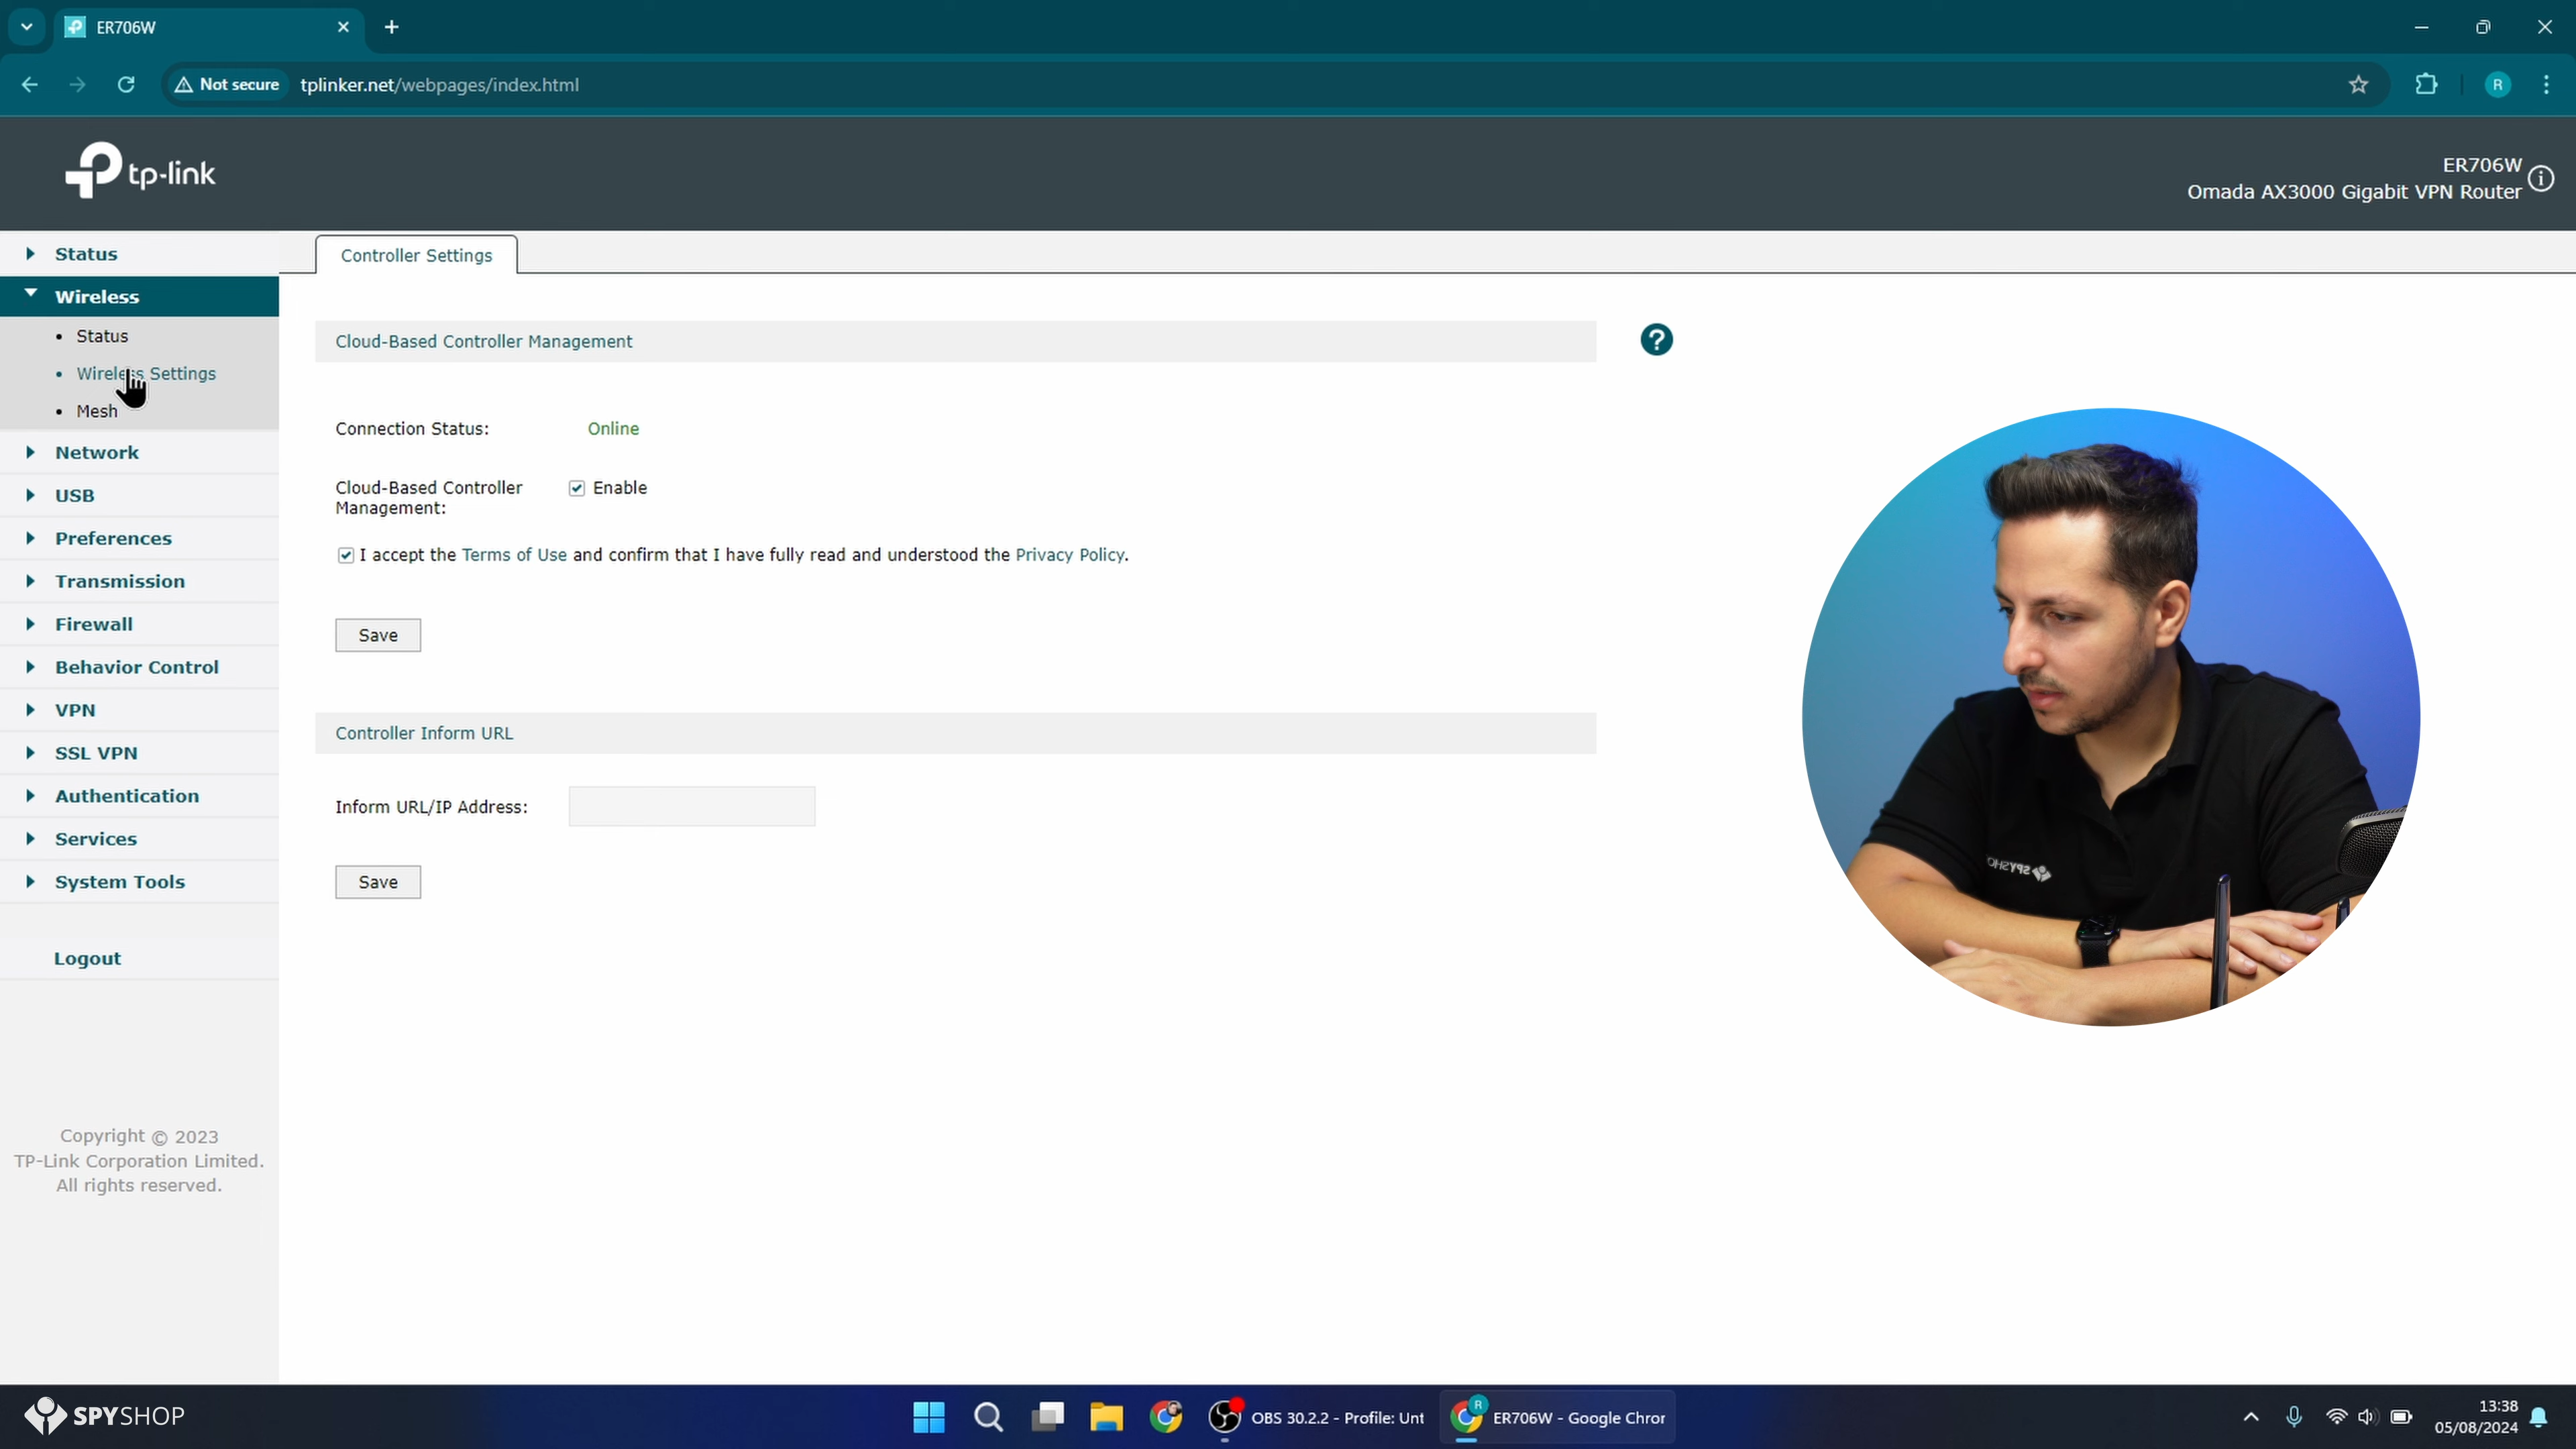 ER706W
Not secure
tplinker.net/webpages/index.html
R
tp-link
ER706W
Omada AX3000 Gigabit VPN Router
Status
Wireless
Status
Wireless Settings
Mesh
Network
USB
Preferences
Transmission
Firewall
Behavior Control
VPN
SSL VPN
Authentication
Services
System Tools
Logout
Copyright © 2023
TP-Link Corporation Limited.
All rights reserved.
Controller Settings
Cloud-Based Controller Management
?
Connection Status:
Online
Cloud-Based Controller
Management:
Enable
I accept the Terms of Use and confirm that I have fully read and understood the Privacy Policy.
Save
Controller Inform URL
Inform URL/IP Address:
Save
SPYSHOP
SPYSHOP
OBS 30.2.2 - Profile: Unt
R
ER706W - Google Chror
13:38
05/08/2024